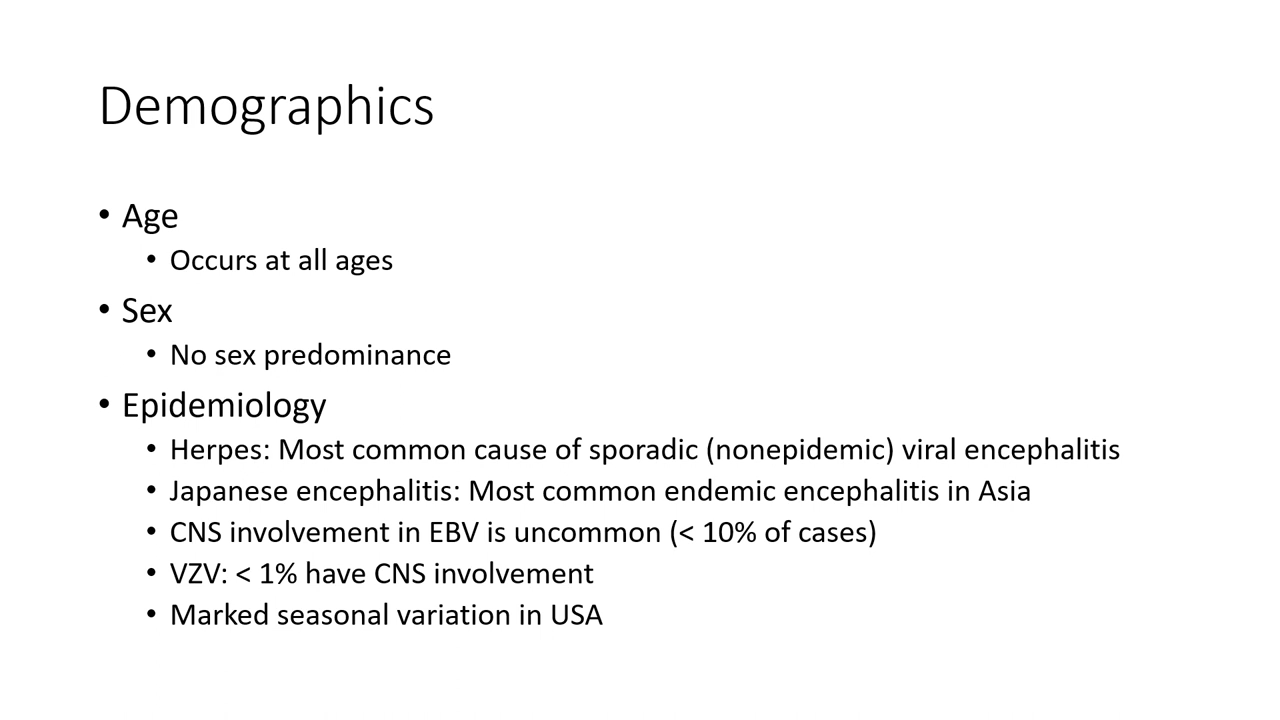 Demographics
• Age
• Occurs at all ages
• Sex
• No sex predominance
• Epidemiology
• Herpes: Most common cause of sporadic (nonepidemic) viral encephalitis
• Japanese encephalitis: Most common endemic encephalitis in Asia
• CNS involvement in EBV is uncommon (< 10% of cases)
• VZV: < 1% have CNS involvement
• Marked seasonal variation in USA